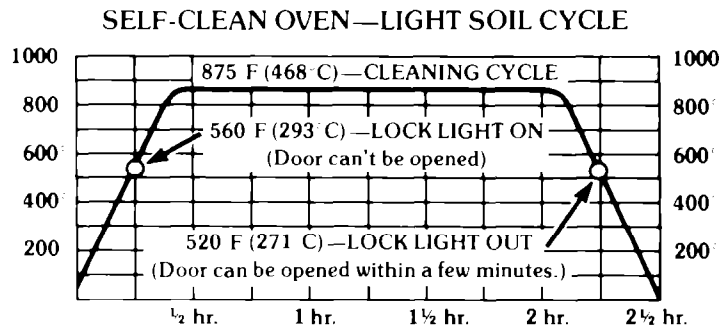 SELF-CLEAN OVEN—LIGHT SOIL CYCLE
1000 1000
875 F (468°C)—CLEANING CYCLE
800 800°
560 F (293°C)—LOCK LIGHT ON
600° 600°
(Door can't be opened)
400° 400°
520 F (271 C)—LOCK LIGHT OUT
200 200°
(Door can be opened within a few minutes.)
½ hr. 1 hr. 1½ hr. 2 hr. 2½ hr.